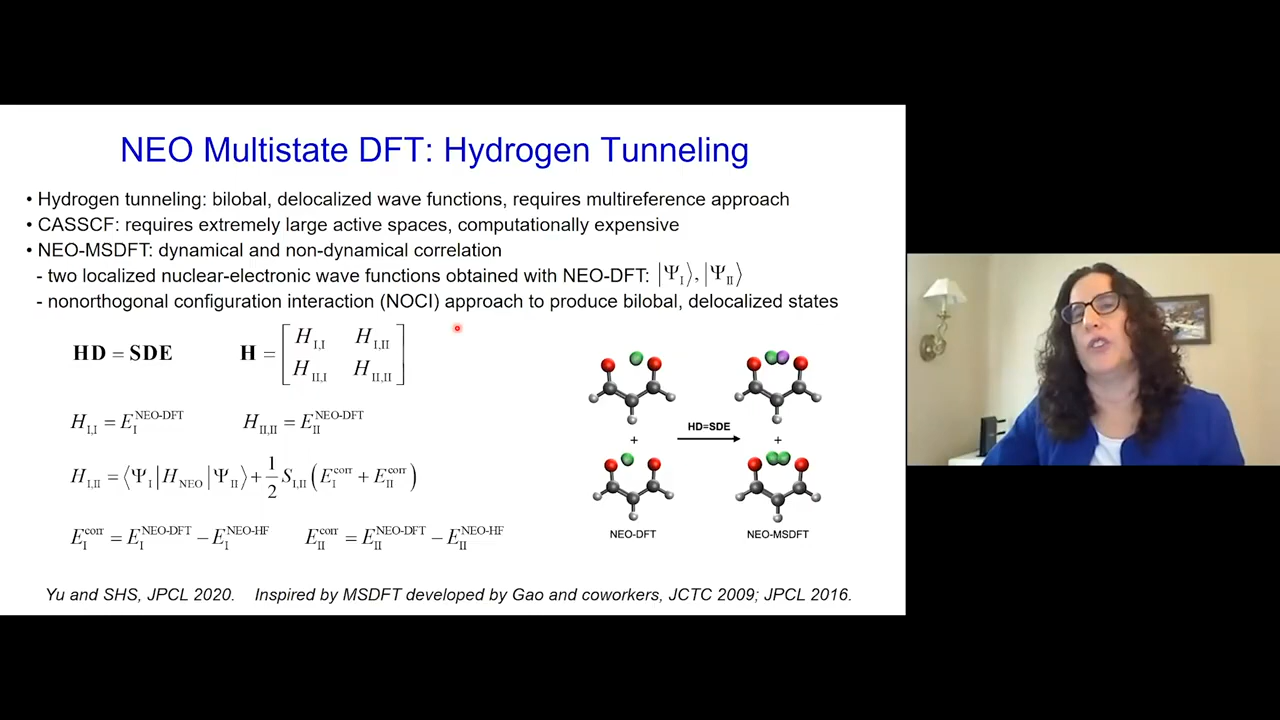 NEO Multistate DFT: Hydrogen Tunneling
• Hydrogen tunneling: bilobal, delocalized wave functions, requires multireference approach
• CASSCF: requires extremely large active spaces, computationally expensive
• NEO-MSDFT: dynamical and non-dynamical correlation
- two localized nuclear-electronic wave functions obtained with NEO-DFT: |Ψ_I⟩, |Ψ_II⟩
- nonorthogonal configuration interaction (NOCI) approach to produce bilobal, delocalized states
HD = SDE H = [H_I,I H_I,II
H_II,I H_II,II]
H_I,I = E_I^NEO-DFT H_II,II = E_II^NEO-DFT
H_I,II = ⟨Ψ_I|H_NEO|Ψ_II⟩ + 1/2 S_I,II (E_I^corr + E_II^corr)
E_I^corr = E_I^NEO-DFT − E_I^NEO-HF E_II^corr = E_II^NEO-DFT − E_II^NEO-HF
+ HD=SDE +
NEO-DFT NEO-MSDFT
Yu and SHS, JPCL 2020. Inspired by MSDFT developed by Gao and coworkers, JCTC 2009; JPCL 2016.